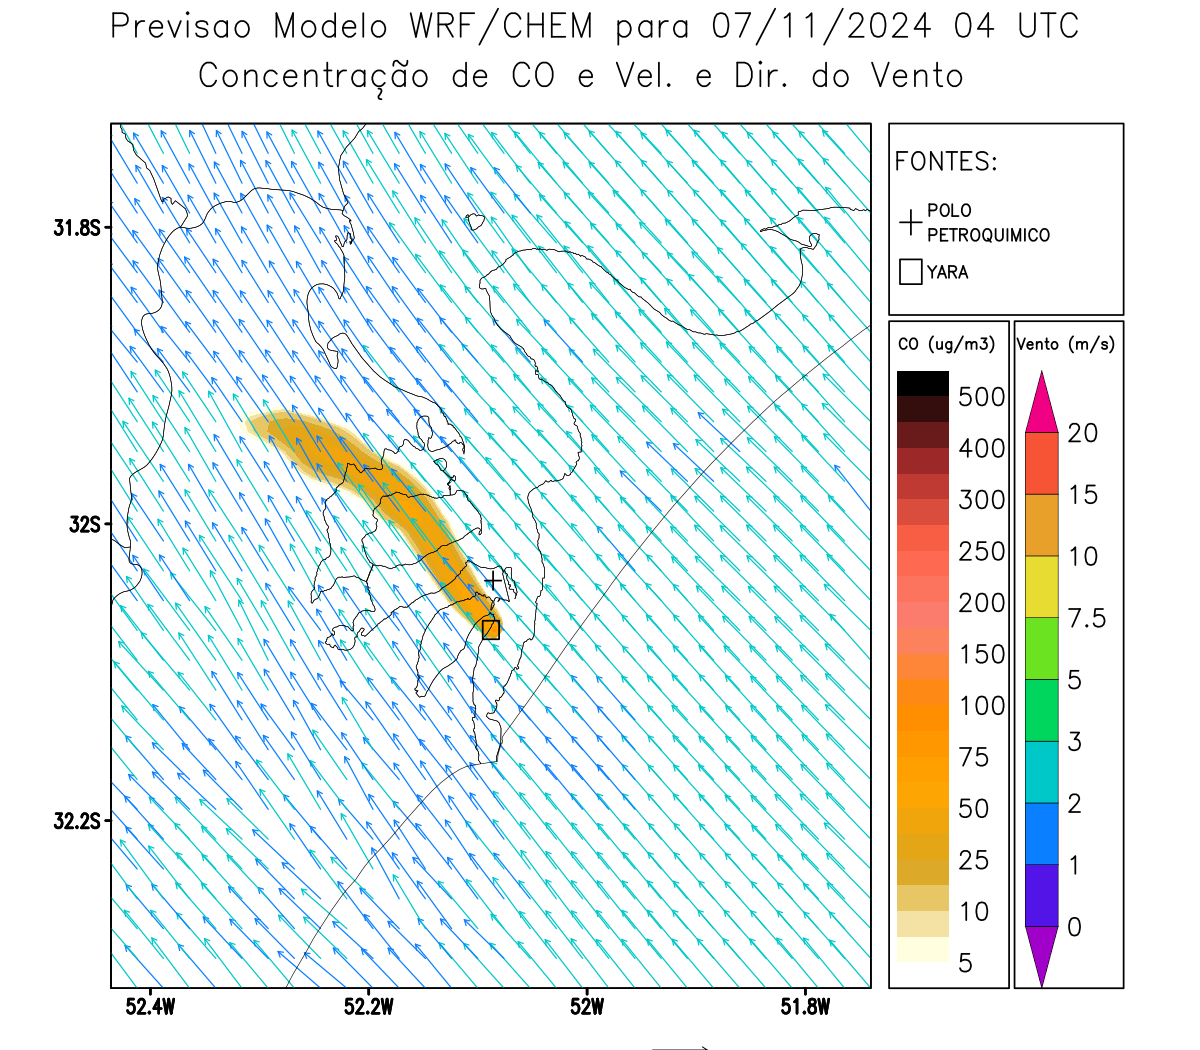 Previsao Modelo WRF/CHEM para 07/11/2024 04 UTC
Concentração de CO e Vel. e Dir. do Vento
FONTES:
POLO
PETROQUIMICO
YARA
CO (ug/m3)
500
400
300
250
200
150
100
75
50
25
10
5
Vento (m/s)
20
15
10
7.5
5
3
2
1
0
31.8S
32S
32.2S
52.4W
52.2W
52W
51.8W